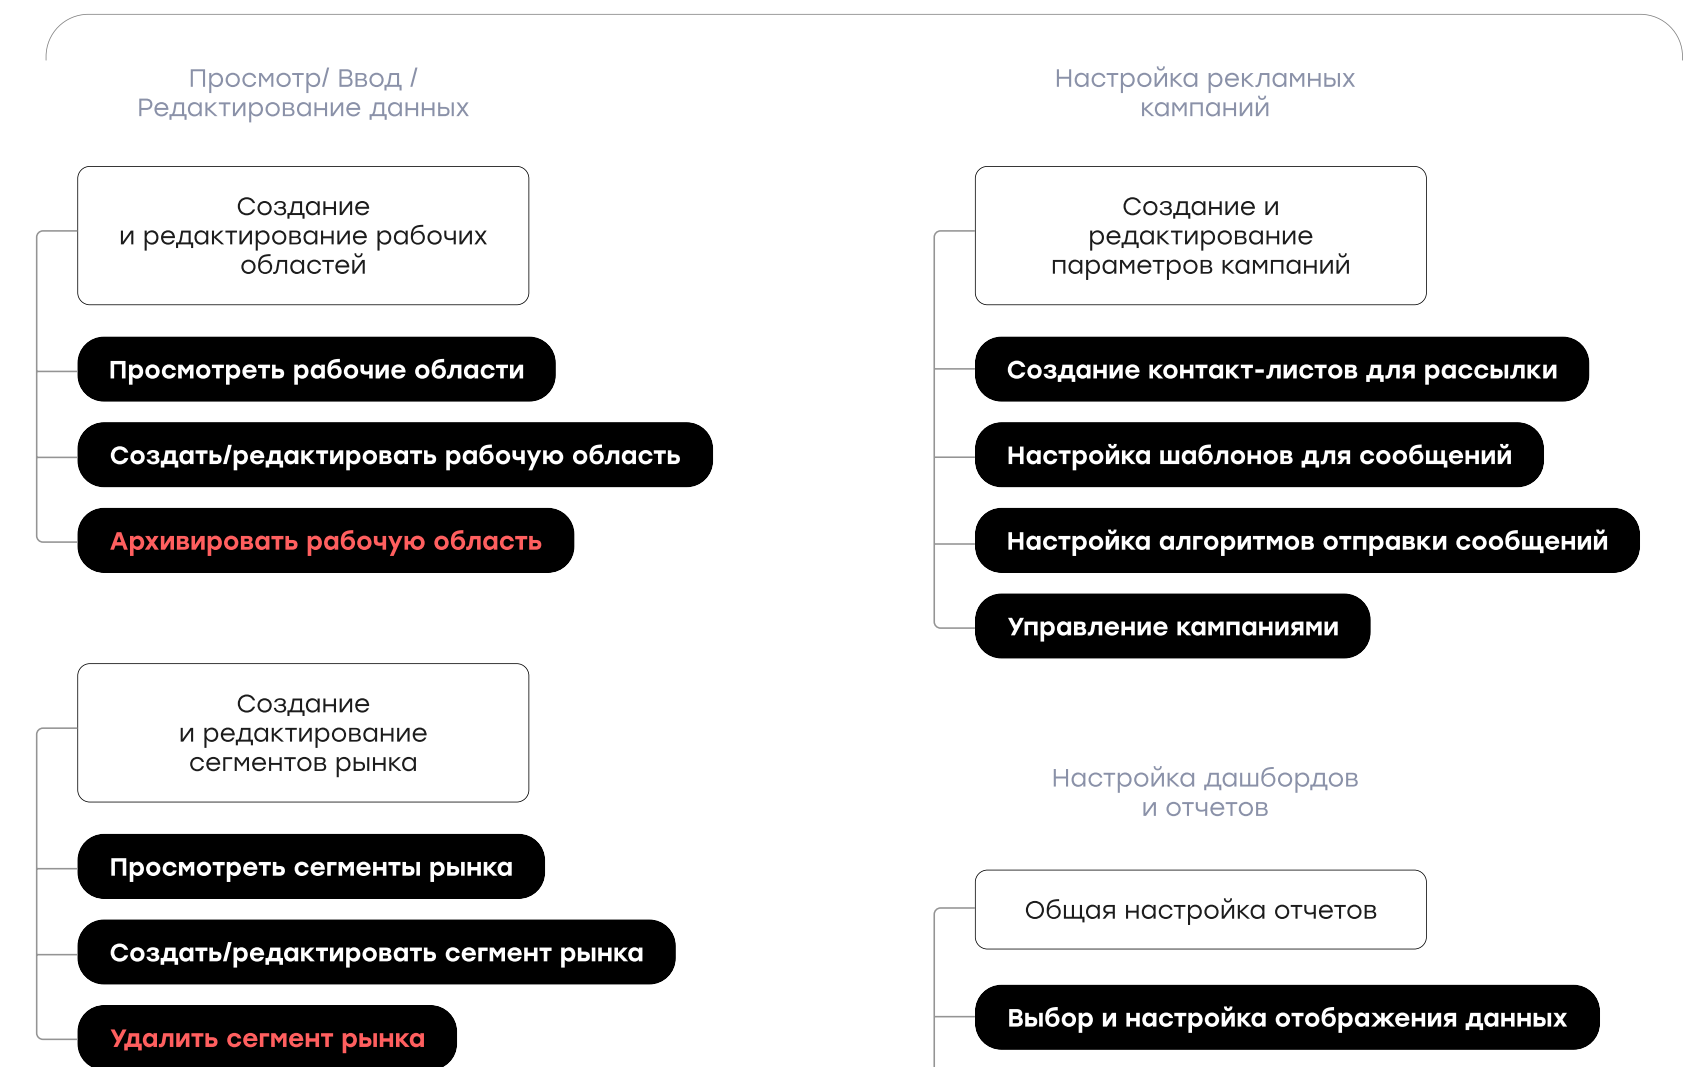 Просмотр/ Ввод /
Редактирование данных
Создание
и редактирование рабочих
областей
Просмотреть рабочие области
Создать/редактировать рабочую область
Архивировать рабочую область
Создание
и редактирование
сегментов рынка
Просмотреть сегменты рынка
Создать/редактировать сегмент рынка
Удалить сегмент рынка
Настройка рекламных
кампаний
Создание и
редактирование
параметров кампаний
Создание контакт-листов для рассылки
Настройка шаблонов для сообщений
Настройка алгоритмов отправки сообщений
Управление кампаниями
Настройка дашбордов
и отчетов
Общая настройка отчетов
Выбор и настройка отображения данных